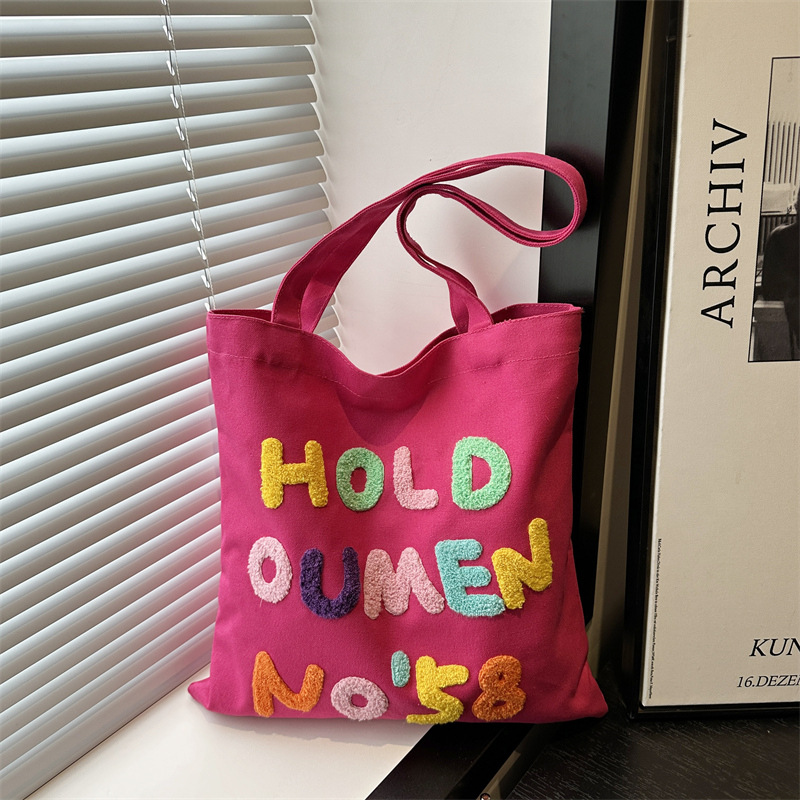 HOLD
OUMEN
No'58
ARCHIV
KUN
16.DEZE